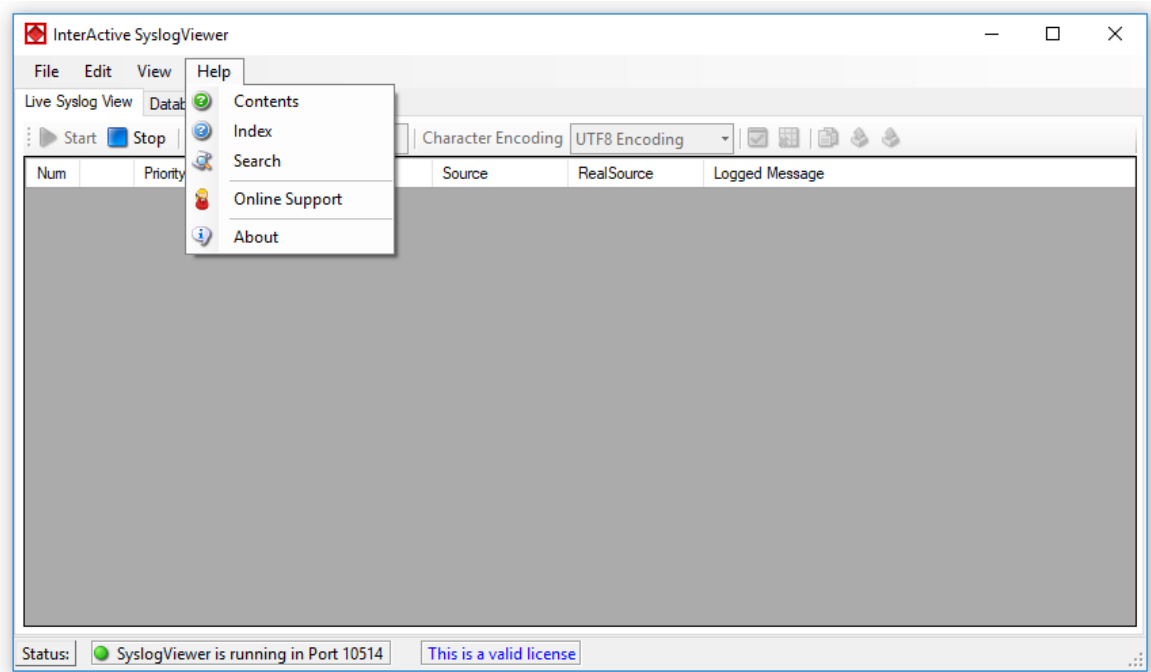 InterActive SyslogViewer
File Edit View Help
Live Syslog View
Contents
Index
Search
Online Support
About
Start Stop Character Encoding UTF8 Encoding
Num Priority Source RealSource Logged Message
Status: SyslogViewer is running in Port 10514 This is a valid license